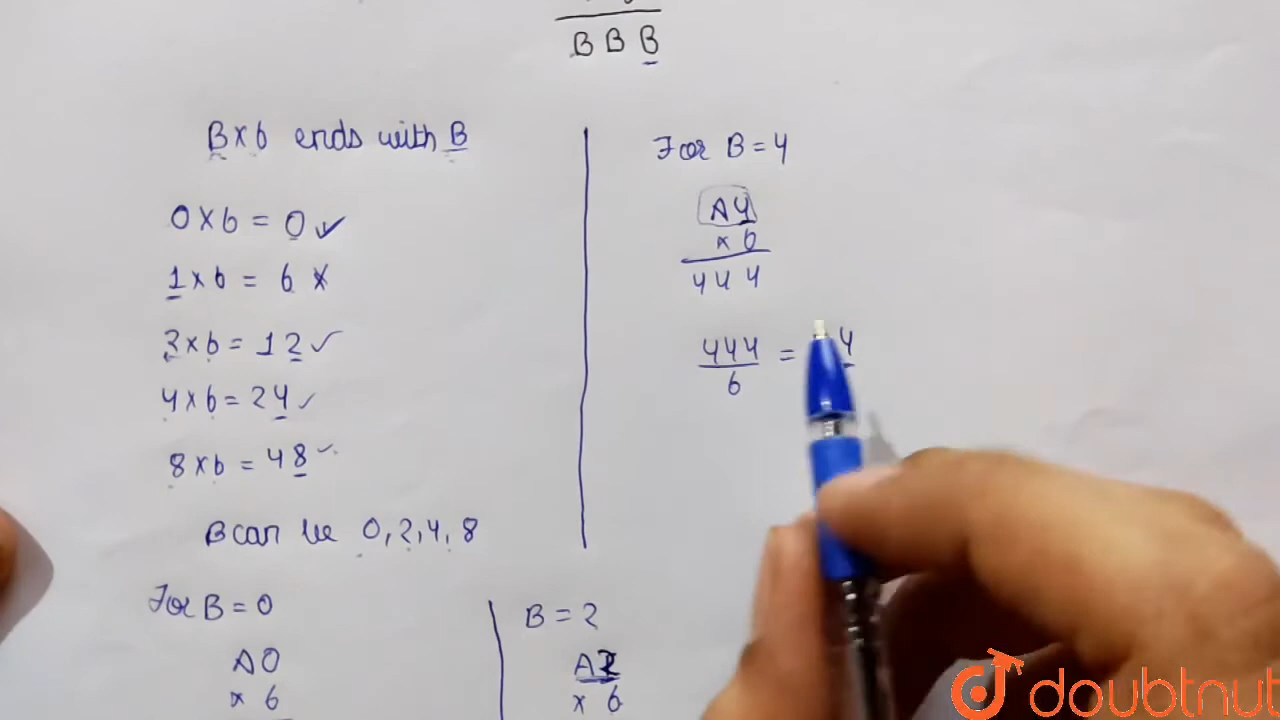 B B B
B×6 ends with B
0×6 = 0 ✓
1×6 = 6 ×
2×6 = 12 ✓
4×6 = 24 ✓
8×6 = 48 ✓
B can be 0, 2, 4, 8
For B = 4
A4
× 6
444
444
6
= 4
For B = 0
A0
× 6
B = 2
A2
× 6
doubtnut